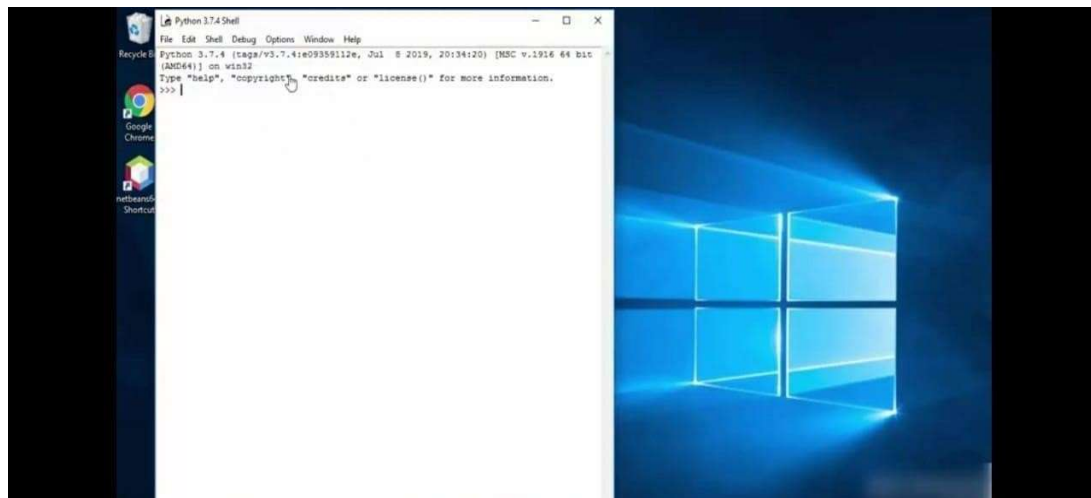 Python 3.7.4 Shell
File Edit Shell Debug Options Window Help
Recycle B
Python 3.7.4 (tags/v3.7.4:e09359112e, Jul 8 2019, 20:34:20) [MSC v.1916 64 bit
(AMD64)] on win32
Type "help", "copyright", "credits" or "license()" for more information.
>>>
Google
Chrome
netbeans6
Shortcut